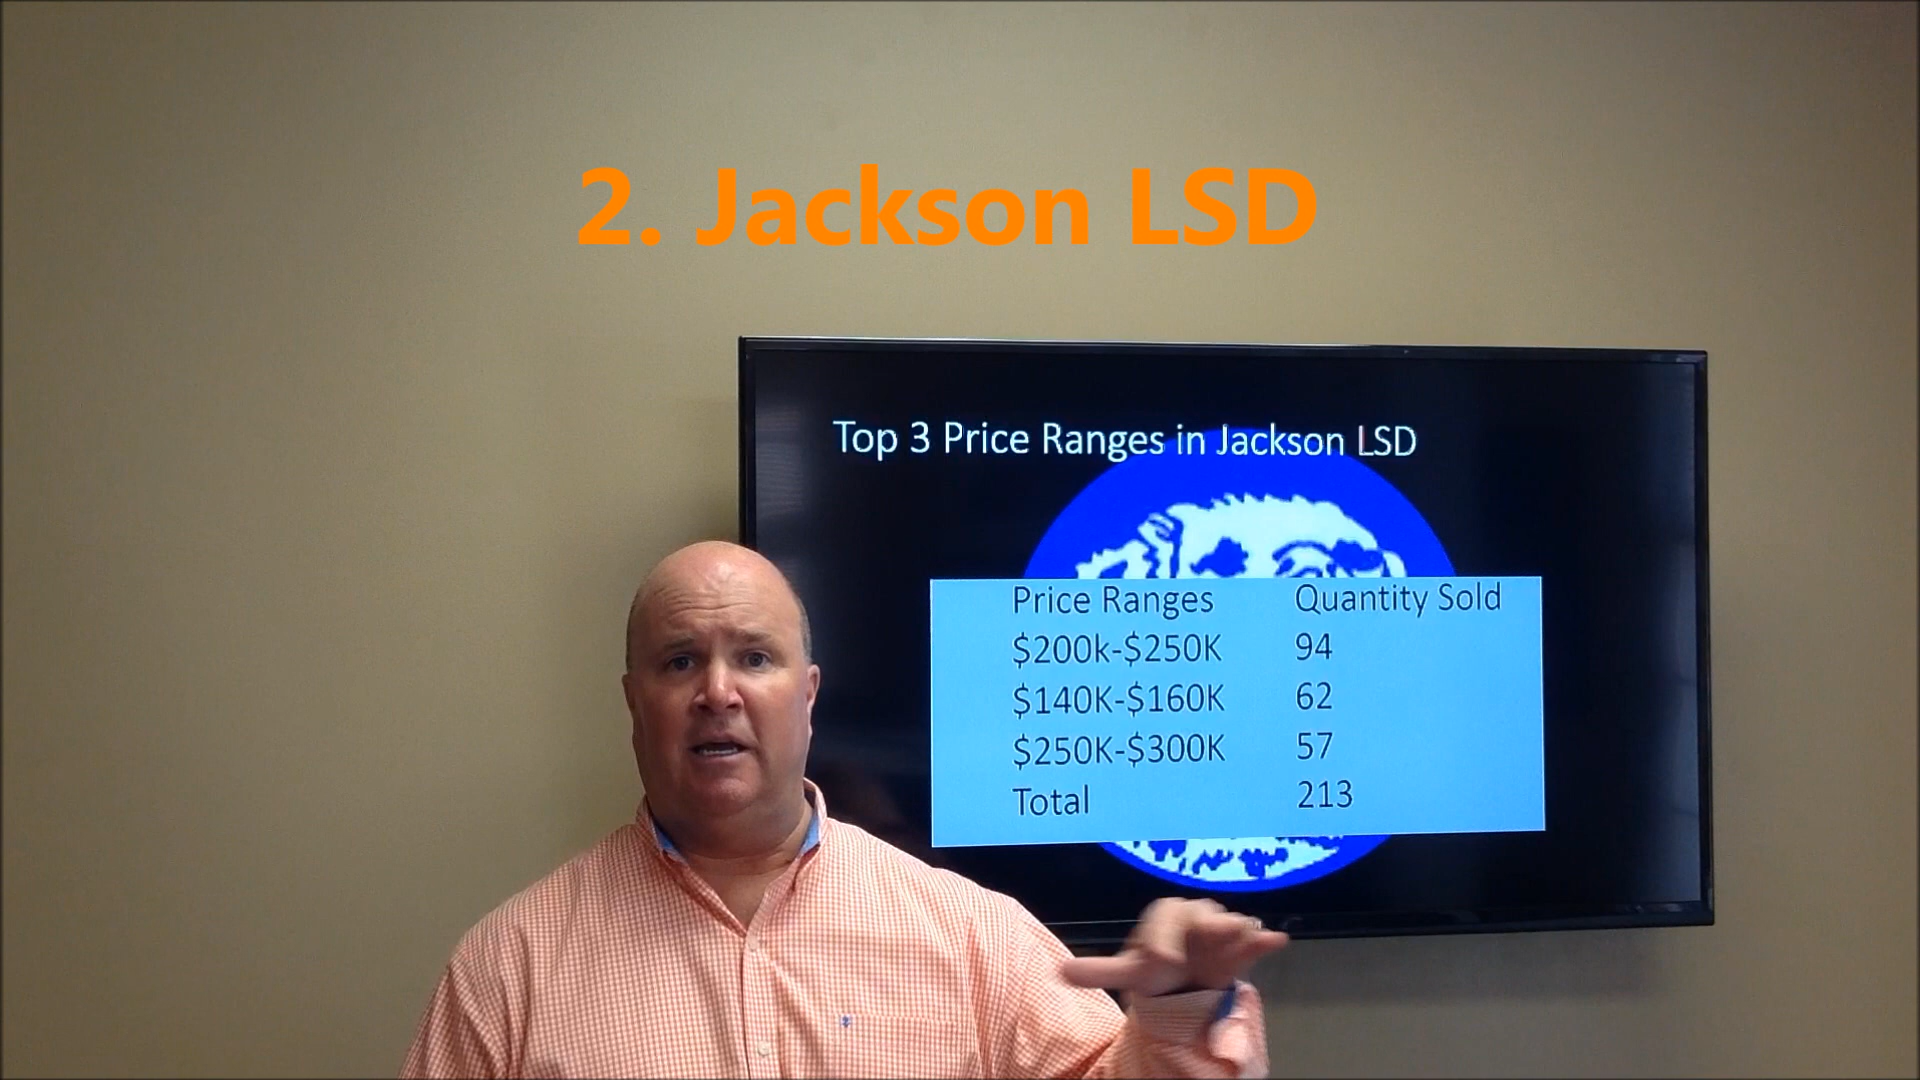 2. Jackson LSD
Top 3 Price Ranges in Jackson LSD
Price Ranges Quantity Sold
$200k-$250K 94
$140K-$160K 62
$250K-$300K 57
Total 213